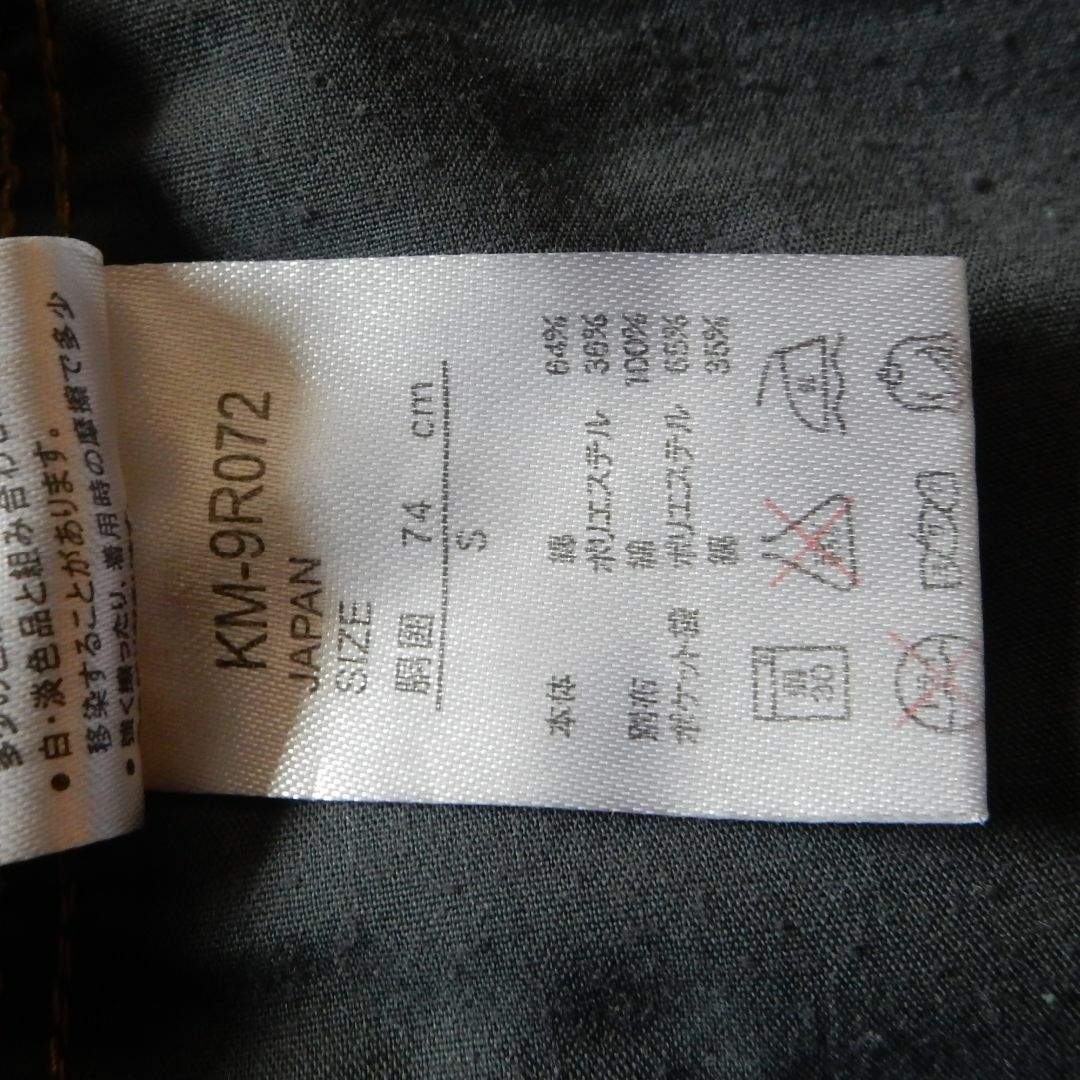 ● 白・淡色品と組み合わせ
移染することがあります。
● 強く擦ったり、着用時の摩擦で多少
KM-9R072
JAPAN
SIZE
胴囲 74 cm
S
本体 綿 64%
ポリエステル 36%
別布 綿 100%
ポケット袋 ポリエステル 65%
綿 35%
弱
30